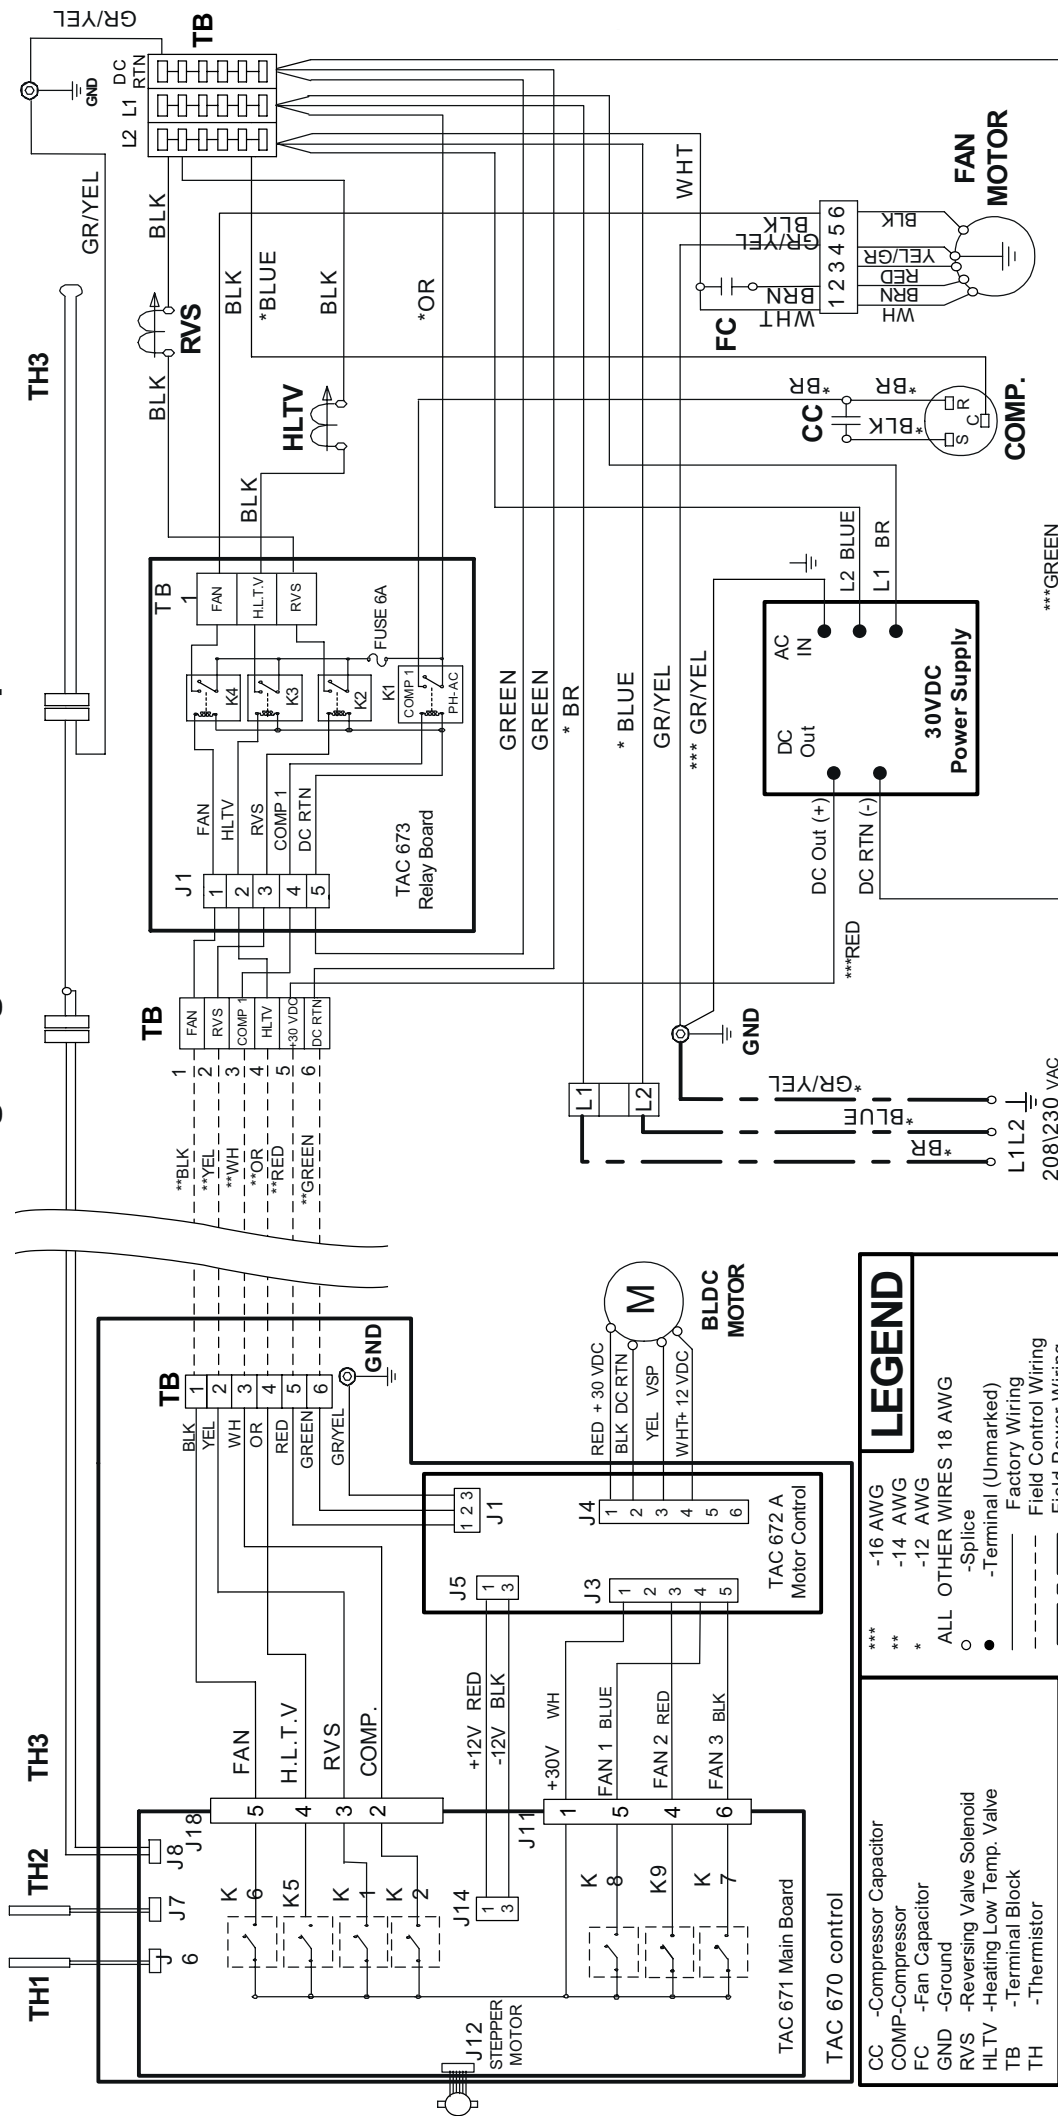 TH1
TH2
TH3
TH3
GR/YEL
GR/YEL
GND
DC
RTN
L1
L2
TB
J
6
J7
J8
J18
5
4
3
2
FAN
H.L.T.V
RVS
COMP.
K
6
K5
K
1
K
2
J14
1
3
+12V RED
-12V BLK
J5
1
3
J12
STEPPER
MOTOR
J11
1
5
4
6
+30V WH
FAN 1 BLUE
FAN 2 RED
FAN 3 BLK
K
8
K9
K
7
TAC 671 Main Board
TAC 670 control
J3
1
2
3
4
5
J1
1 2 3
J4
1
2
3
4
5
6
TAC 672 A
Motor Control
RED + 30 VDC
BLK DC RTN
YEL VSP
WHT+ 12 VDC
M
BLDC
MOTOR
BLK
YEL
WH
OR
RED
GREEN
GR/YEL
TB
1
2
3
4
5
6
GND
**BLK
**YEL
**WH
**OR
**RED
**GREEN
TB
1
2
3
4
5
6
FAN
RVS
COMP 1
HLTV
+30 VDC
DC RTN
J1
1
2
3
4
5
FAN
HLTV
RVS
COMP 1
DC RTN
TAC 673
Relay Board
K4
K3
K2
K1
COMP 1
PH-AC
FUSE 6A
T B
1
FAN
H.L.T.V
RVS
BLK
RVS
BLK
BLK
*BLUE
BLK
HLTV
BLK
*OR
GREEN
GREEN
* BR
* BLUE
GR/YEL
*** GR/YEL
L1
L2
GND
*GR/YEL
*BLUE
*BR
L1 L2
208\230 VAC
***RED
DC Out (+)
DC RTN (-)
DC
Out
AC
IN
30VDC
Power Supply
L2 BLUE
L1 BR
***GREEN
WHT
BLK
GR/YEL
FC
BRN
WHT
1 2 3 4 5 6
BLK
YEL/GR
RED
BRN
WH
FAN
MOTOR
CC
*BR
*BR
*BLK
S
C
R
COMP.
CC -Compressor Capacitor
COMP-Compressor
FC -Fan Capacitor
GND -Ground
RVS -Reversing Valve Solenoid
HLTV -Heating Low Temp. Valve
TB -Terminal Block
TH -Thermistor
LEGEND
*** -16 AWG
** -14 AWG
* -12 AWG
ALL OTHER WIRES 18 AWG
-Splice
-Terminal (Unmarked)
Factory Wiring
Field Control Wiring
Field Power Wiring